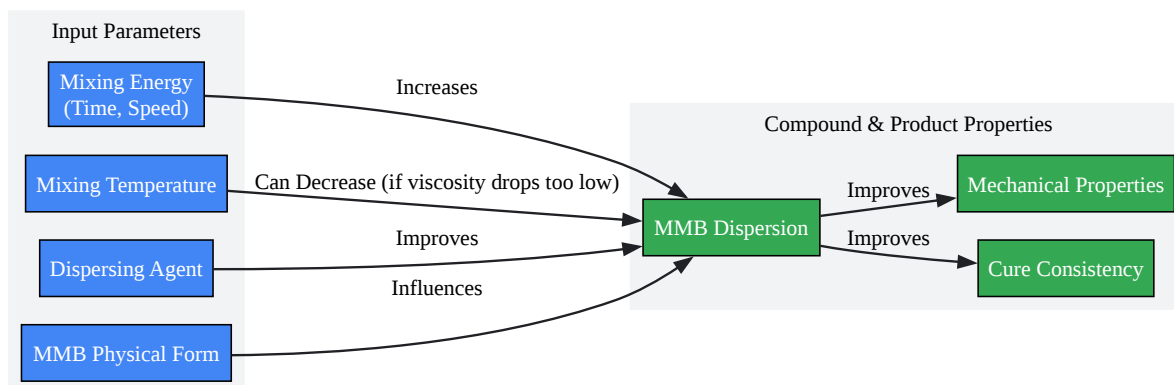 Input Parameters
Mixing Energy
(Time, Speed)
Increases
Compound & Product Properties
Mixing Temperature
Can Decrease (if viscosity drops too low)
Improves
Mechanical Properties
MMB Dispersion
Dispersing Agent
Improves
Improves
Cure Consistency
Influences
MMB Physical Form